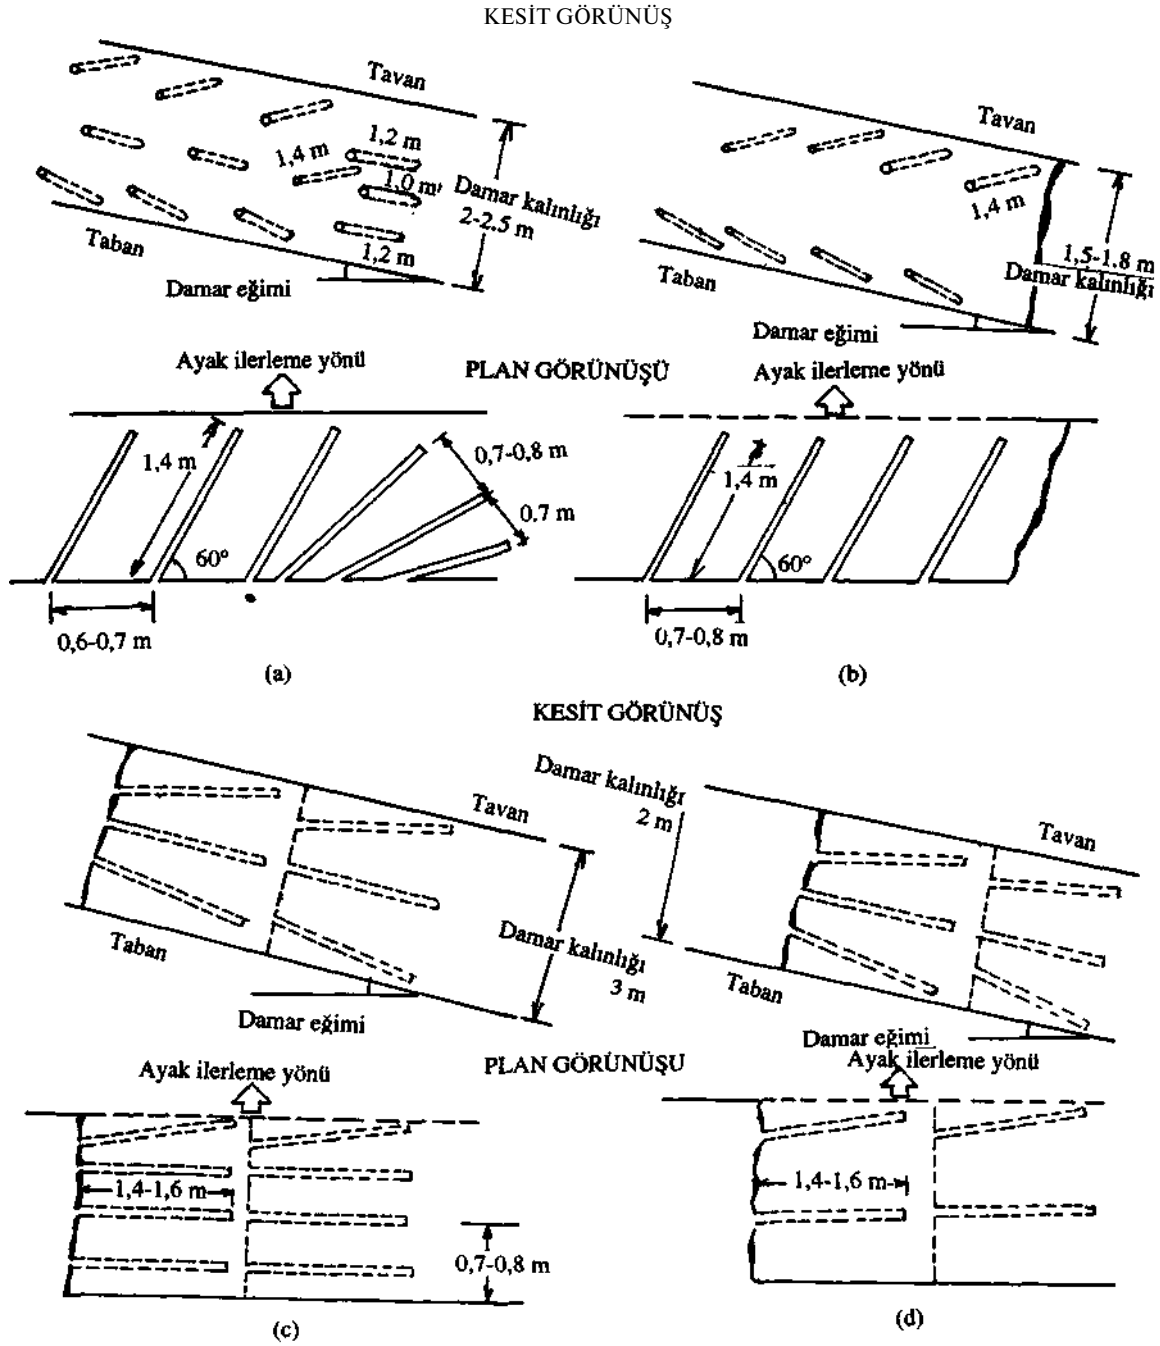 KESİT GÖRÜNÜŞ
Tavan
1,2 m
1,4 m
1,0 m
Damar kalınlığı
2-2.5 m
1,2 m
Taban
Damar eğimi
Tavan
1,4 m
1,5-1.8 m
Damar kalınlığı
Taban
Damar eğimi
PLAN GÖRÜNÜŞÜ
Ayak ilerleme yönü
1,4 m
0,7-0,8 m
0.7 m
60°
0,6-0,7 m
(a)
Ayak ilerleme yönü
1,4 m
60°
0,7-0,8 m
(b)
KESİT GÖRÜNÜŞ
Tavan
Damar kalınlığı
3 m
Taban
Damar eğimi
Damar kalınlığı
2 m
Tavan
Taban
Damar eğimi
PLAN GÖRÜNÜŞU
Ayak ilerleme yönü
1,4-1,6 m
0,7-0,8 m
(c)
Ayak ilerleme yönü
1,4-1,6 m
(d)